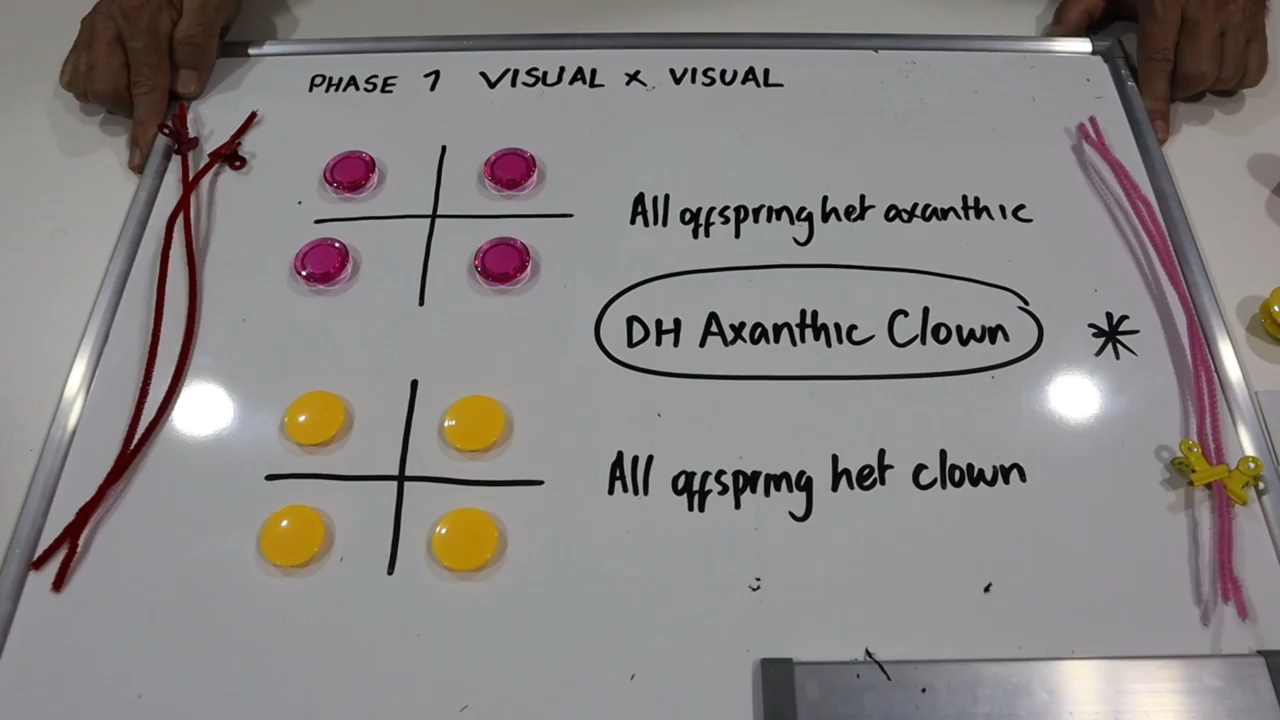 PHASE 1 VISUAL x VISUAL
All offspring het axanthic
DH Axanthic Clown *
All offspring het clown